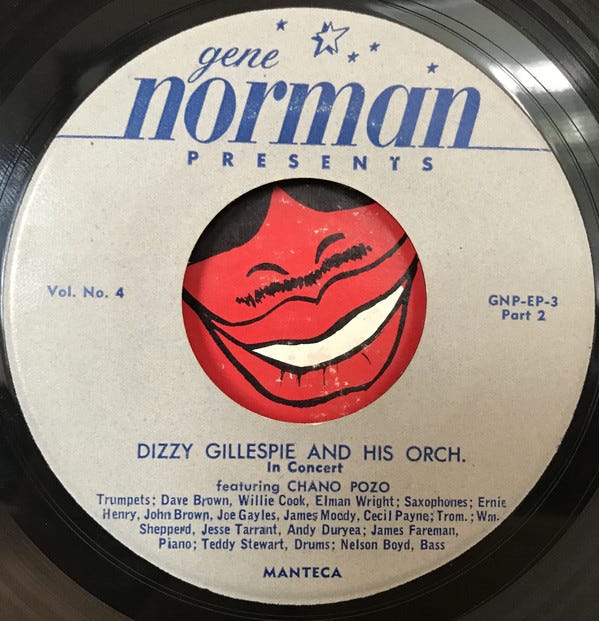 gene
norman
PRESENTS
Vol. No. 4
GNP-EP-3
Part 2
DIZZY GILLESPIE AND HIS ORCH.
In Concert
featuring CHANO POZO
Trumpets; Dave Brown, Willie Cook, Elman Wright; Saxophones; Ernie
Henry, John Brown, Joe Gayles, James Moody, Cecil Payne; Trom.; Wm.
Shepperd, Jesse Tarrant, Andy Duryea; James Fareman,
Piano; Teddy Stewart, Drums; Nelson Boyd, Bass
MANTECA